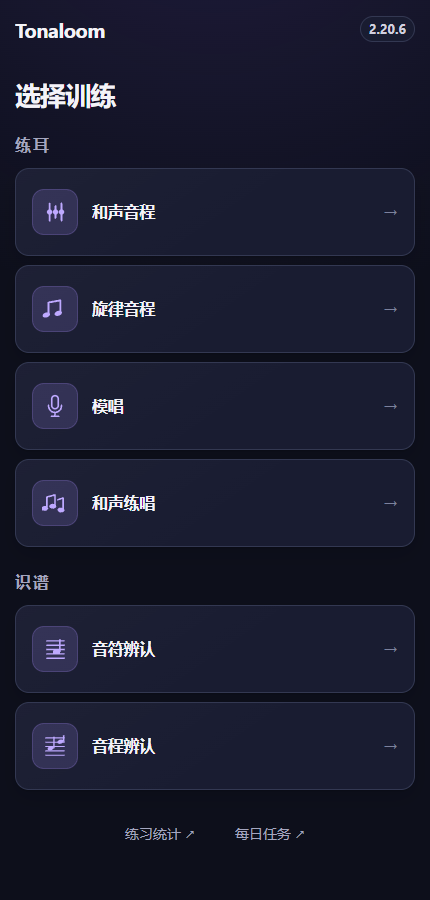 Tonaloom
2.20.6
选择训练
练耳
和声音程 →
旋律音程 →
模唱 →
和声练唱 →
识谱
音符辨认 →
音程辨认 →
练习统计 ↗ 每日任务 ↗